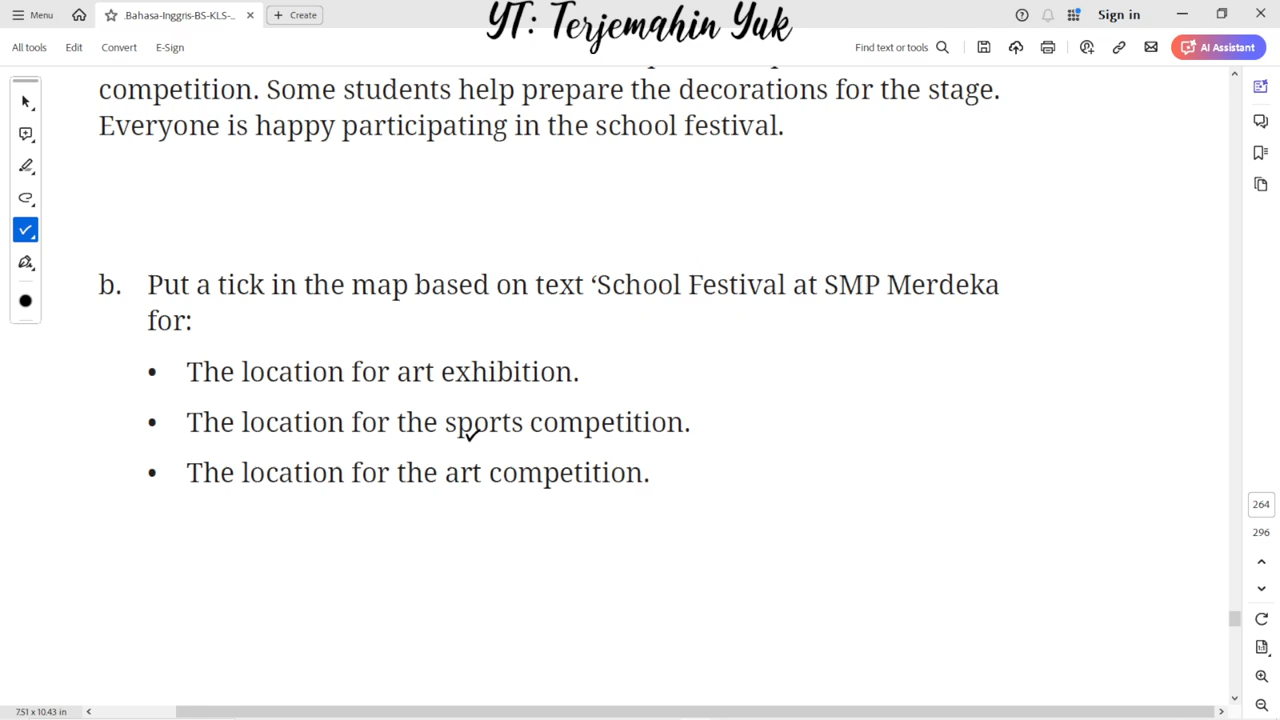 Menu
.Bahasa-Inggris-BS-KLS-...
Create
YT: Terjemahin Yuk
Sign in
All tools
Edit
Convert
E-Sign
Find text or tools
AI Assistant
competition. Some students help prepare the decorations for the stage.
Everyone is happy participating in the school festival.
b. Put a tick in the map based on text ‘School Festival at SMP Merdeka
for:
• The location for art exhibition.
• The location for the sports competition.
• The location for the art competition.
264
296
7.51 x 10.43 in